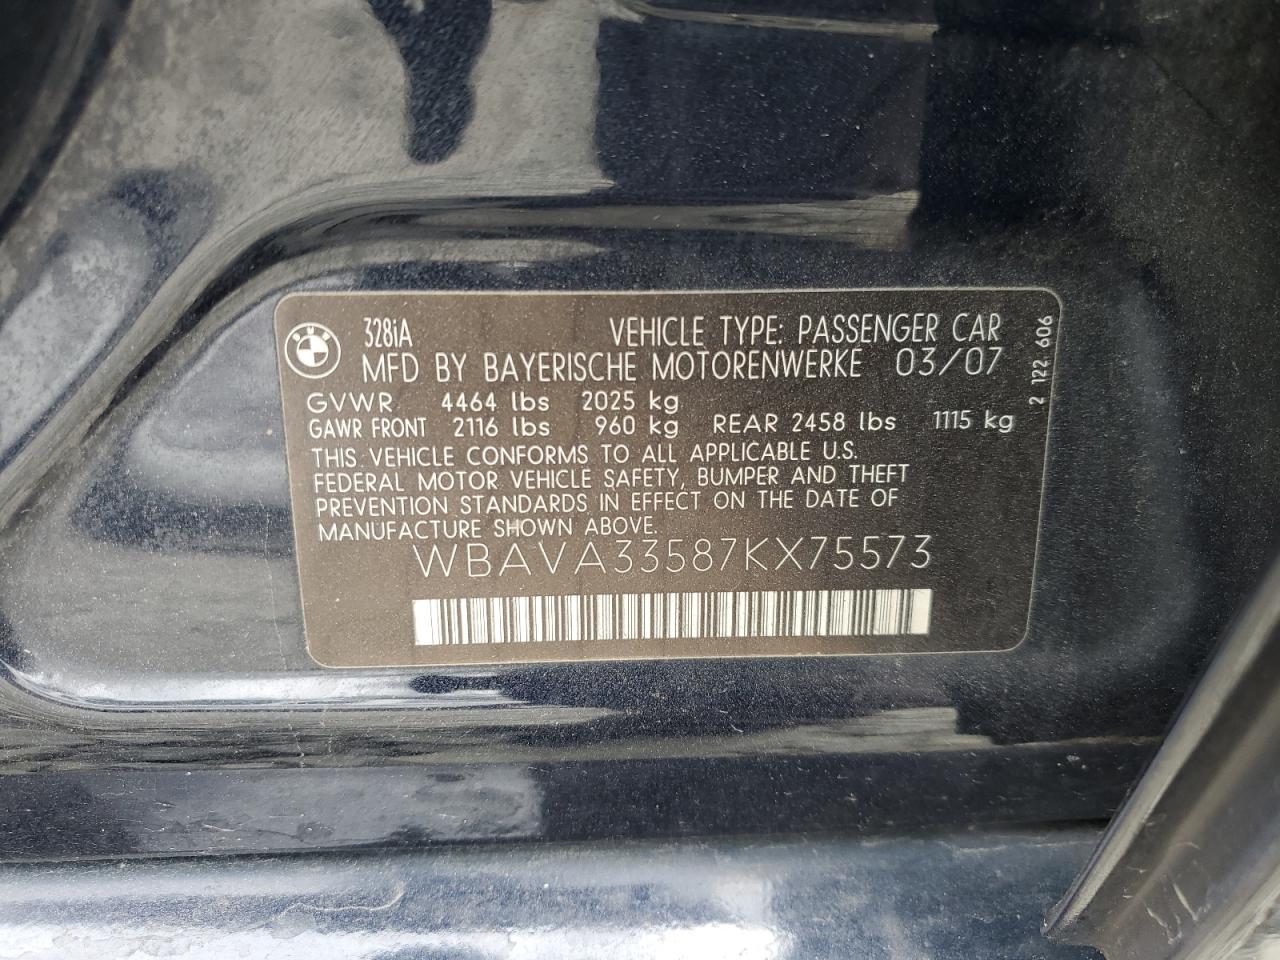 328iA VEHICLE TYPE: PASSENGER CAR
MFD BY BAYERISCHE MOTORENWERKE 03/07
GVWR 4464 lbs 2025 kg
GAWR FRONT 2116 lbs 960 kg REAR 2458 lbs 1115 kg
THIS VEHICLE CONFORMS TO ALL APPLICABLE U.S.
FEDERAL MOTOR VEHICLE SAFETY, BUMPER AND THEFT
PREVENTION STANDARDS IN EFFECT ON THE DATE OF
MANUFACTURE SHOWN ABOVE.
WBAVA33587KX75573
2 122 606